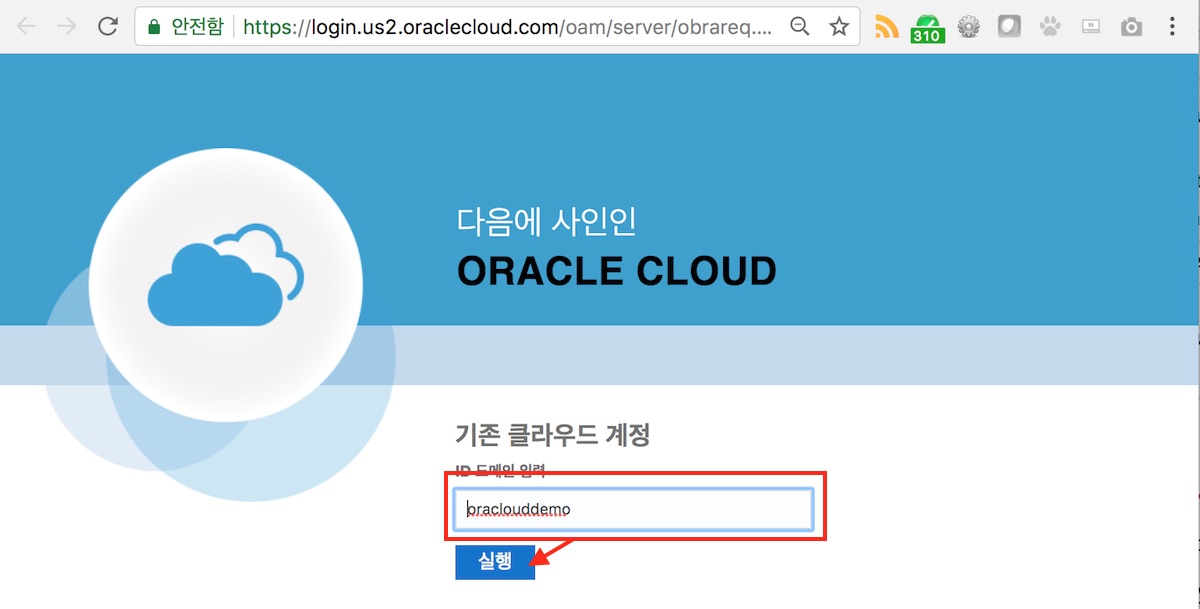 안전함 https://login.us2.oraclecloud.com/oam/server/obrareq....
310
다음에 사인인
ORACLE CLOUD
기존 클라우드 계정
ID 도메인 입력
oraclouddemo
실행